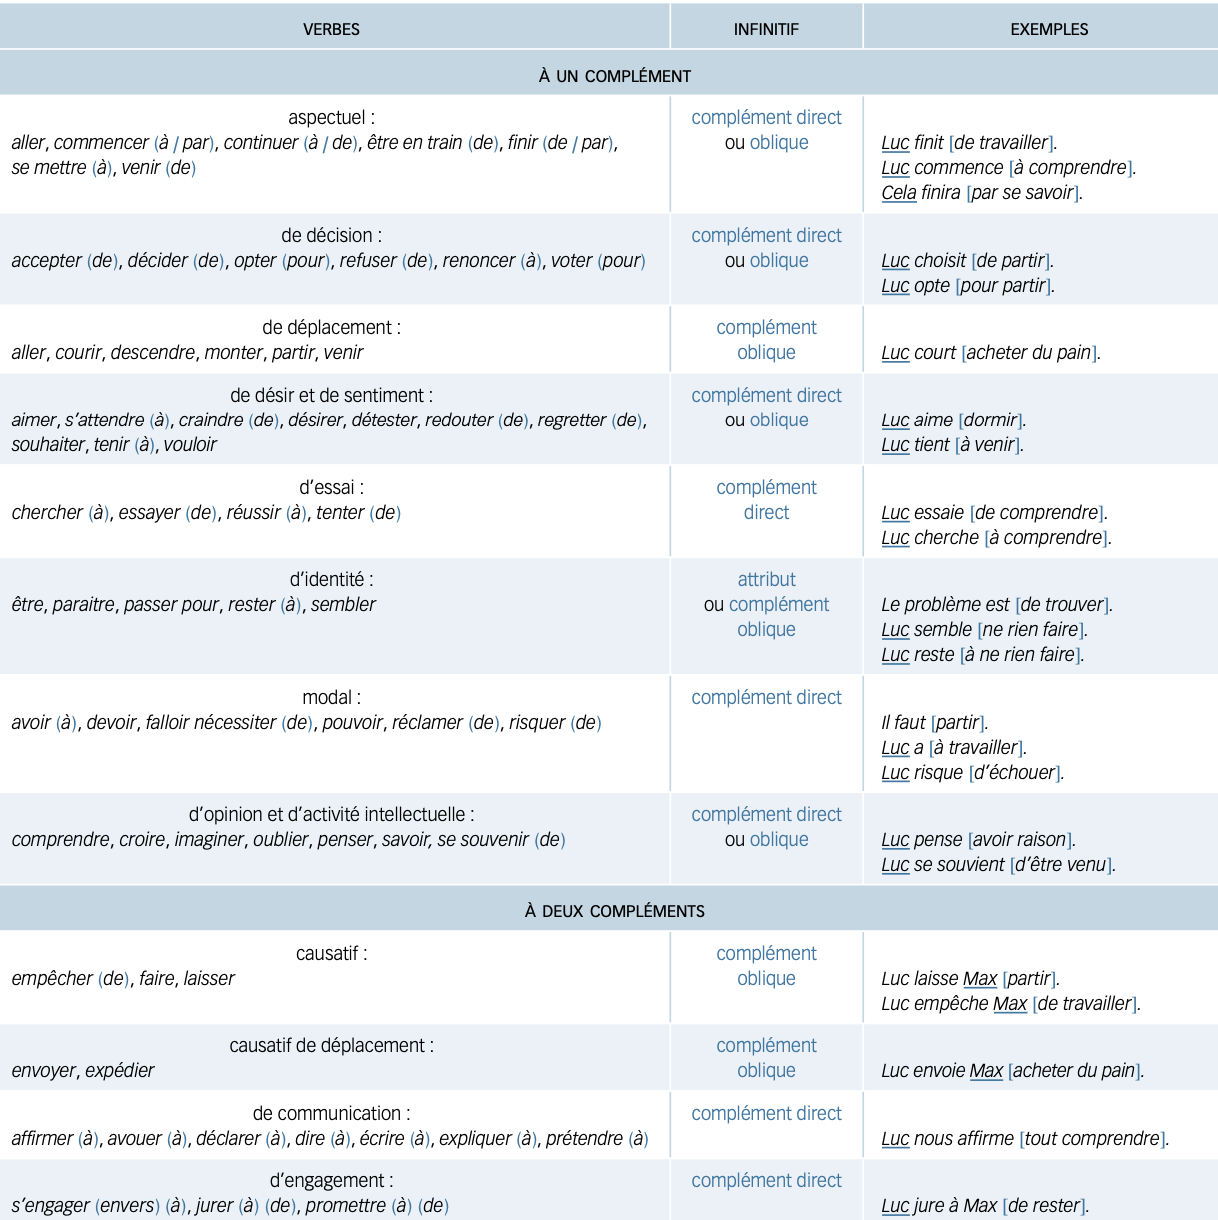 VERBES INFINITIF EXEMPLES
À UN COMPLÉMENT
aspectuel : complément direct
aller, commencer (à / par), continuer (à / de), être en train (de), finir (de / par), ou oblique Luc finit [de travailler].
se mettre (à), venir (de) Luc commence [à comprendre].
Cela finira [par se savoir].
de décision : complément direct
accepter (de), décider (de), opter (pour), refuser (de), renoncer (à), voter (pour) ou oblique Luc choisit [de partir].
Luc opte [pour partir].
de déplacement : complément
aller, courir, descendre, monter, partir, venir oblique Luc court [acheter du pain].
de désir et de sentiment : complément direct
aimer, s'attendre (à), craindre (de), désirer, détester, redouter (de), regretter (de), ou oblique Luc aime [dormir].
souhaiter, tenir (à), vouloir Luc tient [à venir].
d'essai : complément
chercher (à), essayer (de), réussir (à), tenter (de) direct Luc essaie [de comprendre].
Luc cherche [à comprendre].
d'identité : attribut
être, paraitre, passer pour, rester (à), sembler ou complément Le problème est [de trouver].
oblique Luc semble [ne rien faire].
Luc reste [à ne rien faire].
modal : complément direct
avoir (à), devoir, falloir nécessiter (de), pouvoir, réclamer (de), risquer (de) Il faut [partir].
Luc a [à travailler].
Luc risque [d'échouer].
d'opinion et d'activité intellectuelle : complément direct
comprendre, croire, imaginer, oublier, penser, savoir, se souvenir (de) ou oblique Luc pense [avoir raison].
Luc se souvient [d'être venu].
À DEUX COMPLÉMENTS
causatif : complément
empêcher (de), faire, laisser oblique Luc laisse Max [partir].
Luc empêche Max [de travailler].
causatif de déplacement : complément
envoyer, expédier oblique Luc envoie Max [acheter du pain].
de communication : complément direct
affirmer (à), avouer (à), déclarer (à), dire (à), écrire (à), expliquer (à), prétendre (à) Luc nous affirme [tout comprendre].
d'engagement : complément direct
s'engager (envers) (à), jurer (à) (de), promettre (à) (de) Luc jure à Max [de rester].